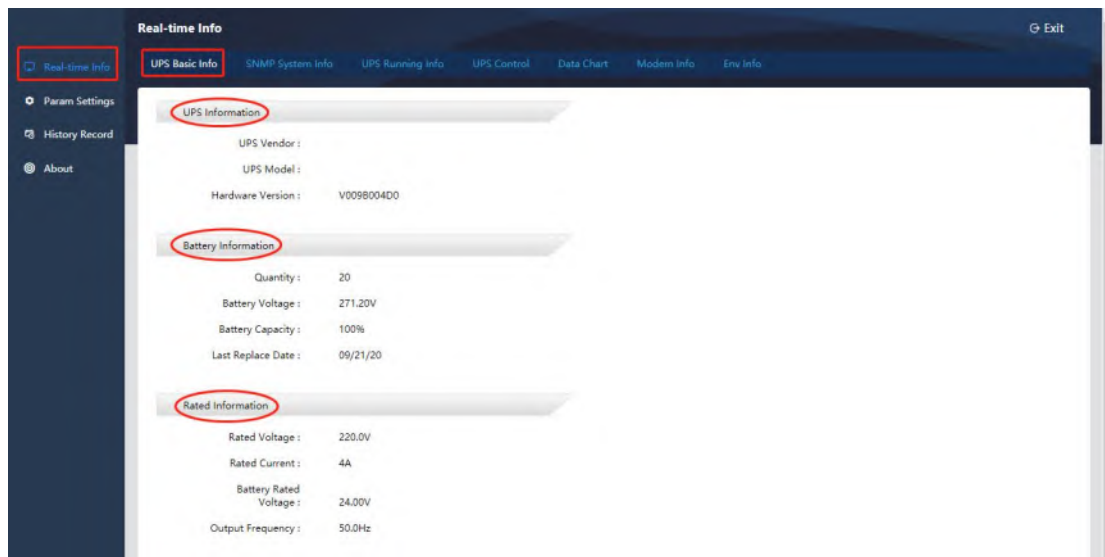 Real-time Info
Exit
Real-time Info
UPS Basic Info
SNMP System Info
UPS Running Info
UPS Control
Data Chart
Modem Info
Env Info
Param Settings
History Record
About
UPS Information
UPS Vendor :
UPS Model :
Hardware Version : V009B004D0
Battery Information
Quantity : 20
Battery Voltage : 271.20V
Battery Capacity : 100%
Last Replace Date : 09/21/20
Rated Information
Rated Voltage : 220.0V
Rated Current : 4A
Battery Rated
Voltage : 24.00V
Output Frequency : 50.0Hz